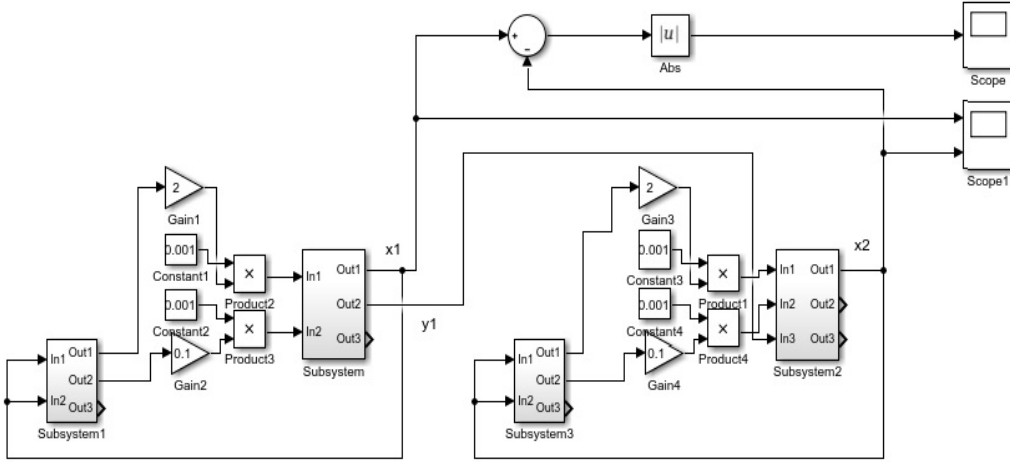 +
-
|u|
Abs
Scope
Scope1
2
Gain1
0.001
Constant1
×
Product2
0.001
Constant2
×
Product3
0.1
Gain2
In1
In2
Out1
Out2
Out3
Subsystem1
In1
In2
Out1
Out2
Out3
Subsystem
x1
y1
2
Gain3
0.001
Constant3
×
Product1
0.001
Constant4
×
Product4
0.1
Gain4
In1
In2
Out1
Out2
Out3
Subsystem3
In1
In2
In3
Out1
Out2
Out3
Subsystem2
x2